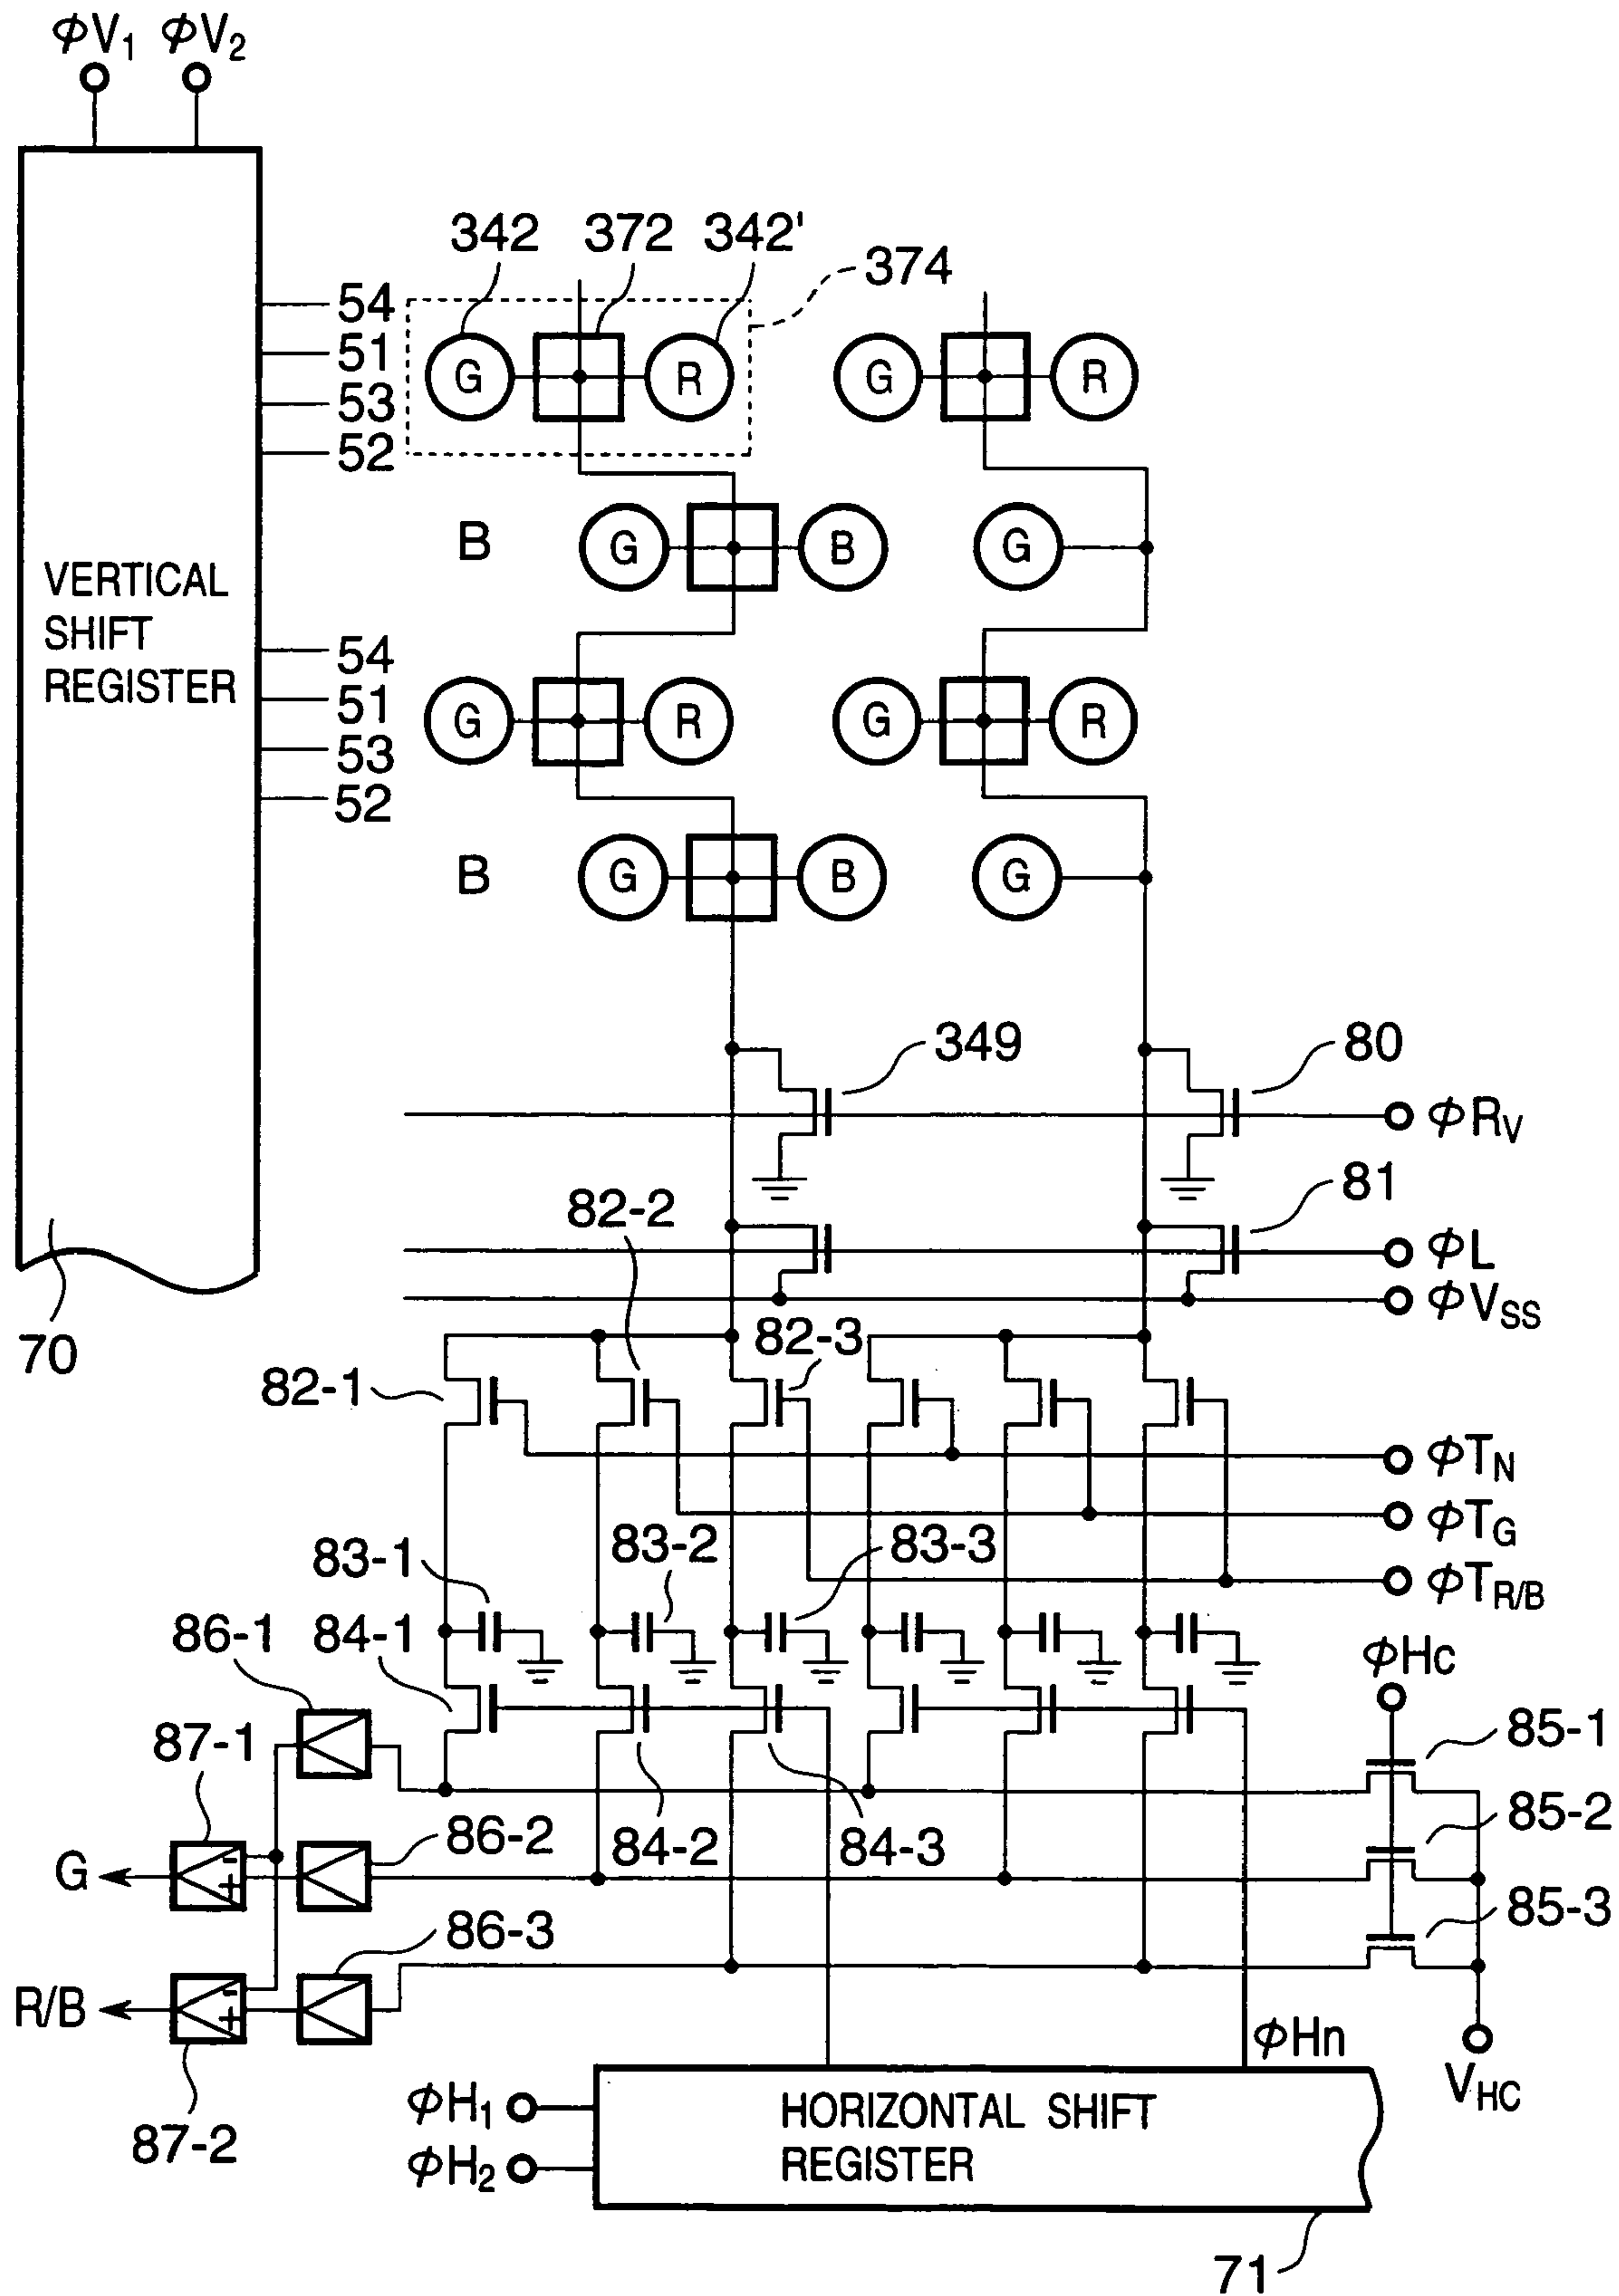 ϕV1 ϕV2
342 372 342' 374
54
51
53
52
G R G R
B G B G
VERTICAL
SHIFT
REGISTER
54
51
53
52
G R G R
B G B G
349 80
ϕRV
82-2 81
ϕL
ϕVSS
70
82-1 82-3
ϕTN
ϕTG
ϕTR/B
83-1 83-2 83-3
86-1 84-1 ϕHc
87-1 85-1
86-2 84-2 84-3 85-2
- +
G
86-3 85-3
- +
R/B
87-2
ϕHn
VHC
ϕH1
ϕH2
HORIZONTAL SHIFT
REGISTER
71